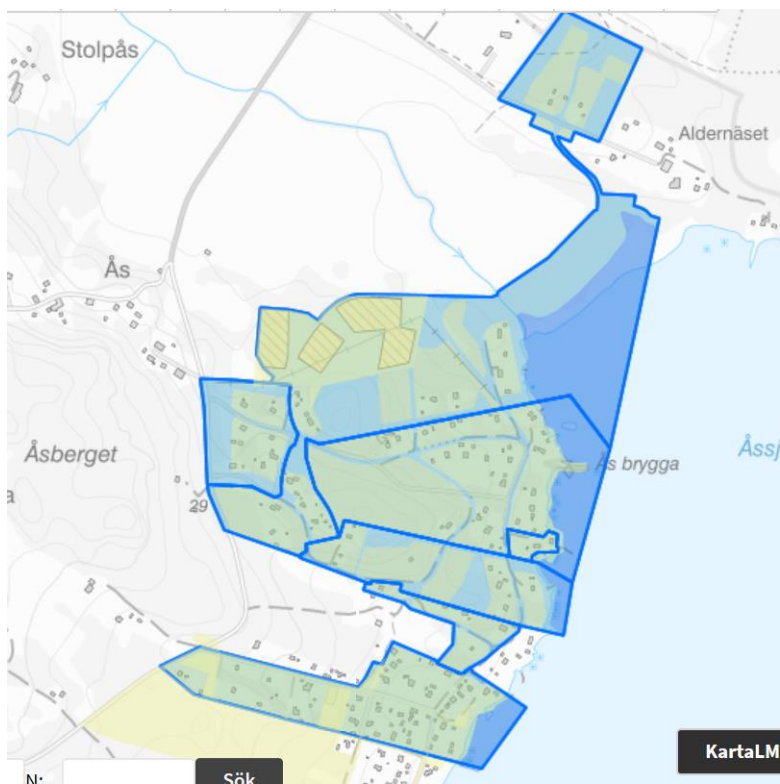 Stolpås
Aldernäset
Ås
Åsberget
Ås brygga
Åssj
a
29
KartaLM
N:
Sök